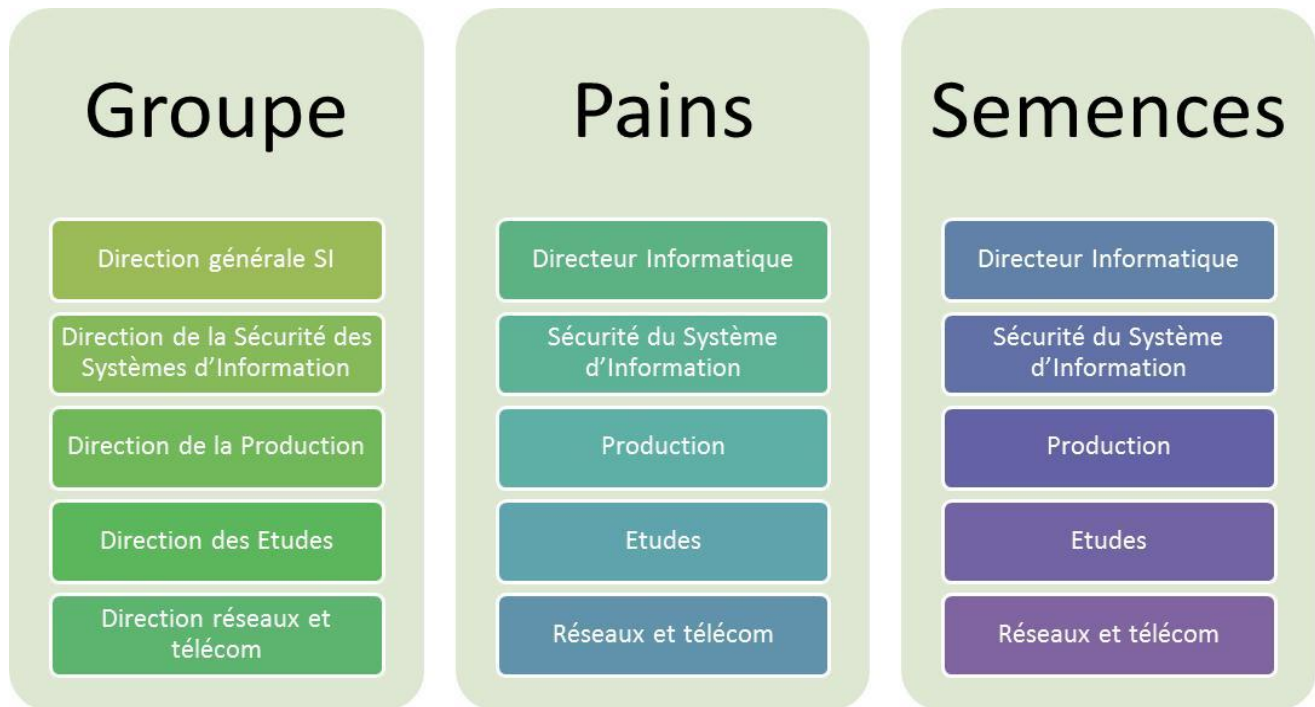 Groupe
Direction générale SI
Direction de la Sécurité des
Systèmes d'Information
Direction de la Production
Direction des Etudes
Direction réseaux et
télécom
Pains
Directeur Informatique
Sécurité du Système
d'Information
Production
Etudes
Réseaux et télécom
Semences
Directeur Informatique
Sécurité du Système
d'Information
Production
Etudes
Réseaux et télécom